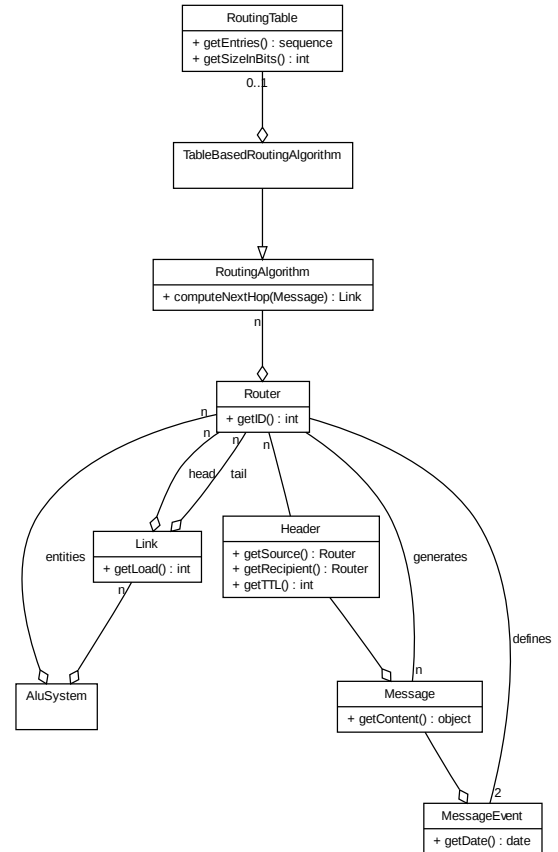 RoutingTable
+ getEntries() : sequence
+ getSizeInBits() : int
0..1
TableBasedRoutingAlgorithm
RoutingAlgorithm
+ computeNextHop(Message) : Link
n
Router
+ getID() : int
n
n
n
n
head
tail
Link
+ getLoad() : int
n
Header
+ getSource() : Router
+ getRecipient() : Router
+ getTTL() : int
entities
generates
defines
AluSystem
n
Message
+ getContent() : object
2
MessageEvent
+ getDate() : date